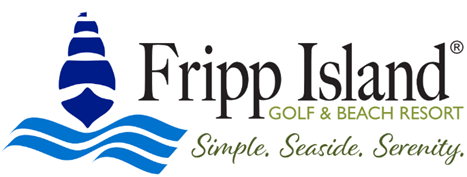 Fripp Island®
GOLF & BEACH RESORT
Simple. Seaside. Serenity.